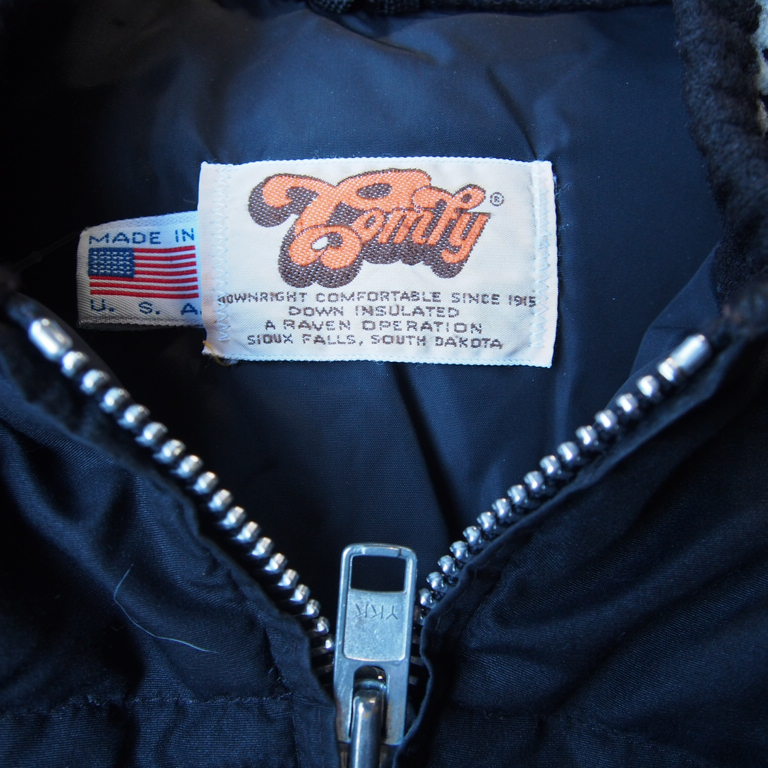 Comfy®
MADE IN
U. S. A.
DOWNRIGHT COMFORTABLE SINCE 1915
DOWN INSULATED
A RAVEN OPERATION
SIOUX FALLS, SOUTH DAKOTA
YKK